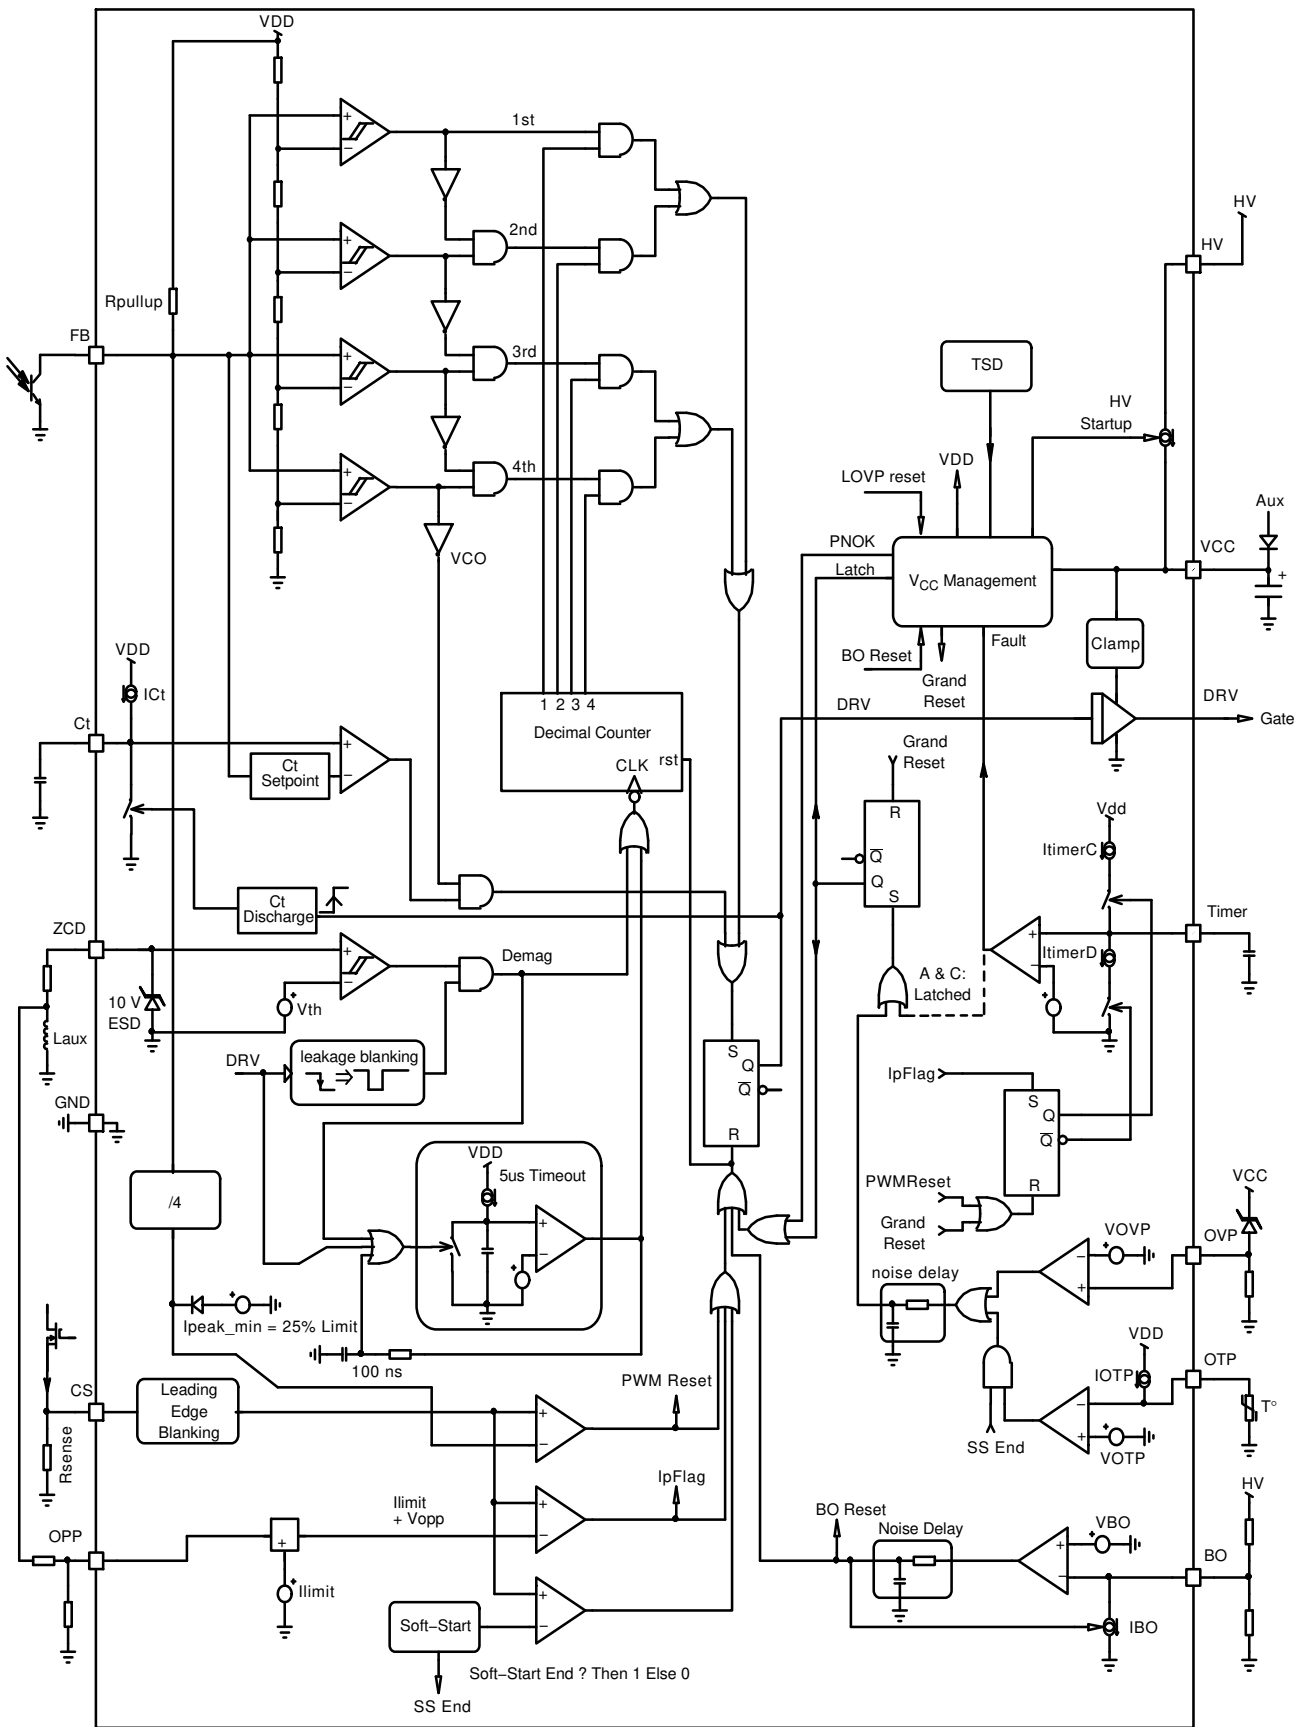 VDD
1st
2nd
HV
HV
Rpullup
FB
3rd
TSD
HV
Startup
4th
VDD
LOVP reset
Aux
VCO
PNOK
VCC
Latch
VCC Management
Fault
Clamp
VDD
BO Reset
ICt
Grand
Reset
DRV
DRV
Gate
1 2 3 4
Ct
Decimal Counter
Grand
Reset
rst
CLK
Ct
Setpoint
Vdd
R
ItimerC
Q
Q
S
Ct
Discharge
Timer
ZCD
Demag
ItimerD
A & C:
Latched
10 V
ESD
Vth
Laux
S
DRV
leakage blanking
Q
Q
IpFlag
S
Q
GND
R
Q
VDD
5us Timeout
R
VCC
/4
PWMReset
Grand
Reset
VOVP
OVP
noise delay
Ipeak_min = 25% Limit
VDD
100 ns
OTP
CS
Leading
Edge
Blanking
PWM Reset
IOTP
T°
SS End
VOTP
Rsense
IpFlag
HV
Ilimit
+ Vopp
BO Reset
Noise Delay
VBO
OPP
BO
Ilimit
Soft-Start
IBO
Soft-Start End ? Then 1 Else 0
SS End